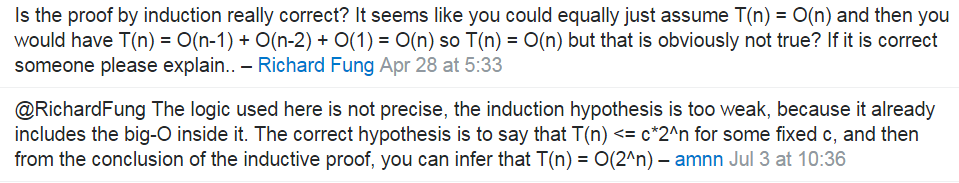 Is the proof by induction really correct? It seems like you could equally just assume T(n) = O(n) and then you
would have T(n) = O(n-1) + O(n-2) + O(1) = O(n) so T(n) = O(n) but that is obviously not true? If it is correct
someone please explain.. – Richard Fung Apr 28 at 5:33
@RichardFung The logic used here is not precise, the induction hypothesis is too weak, because it already
includes the big-O inside it. The correct hypothesis is to say that T(n) <= c*2^n for some fixed c, and then
from the conclusion of the inductive proof, you can infer that T(n) = O(2^n) – amnn Jul 3 at 10:36